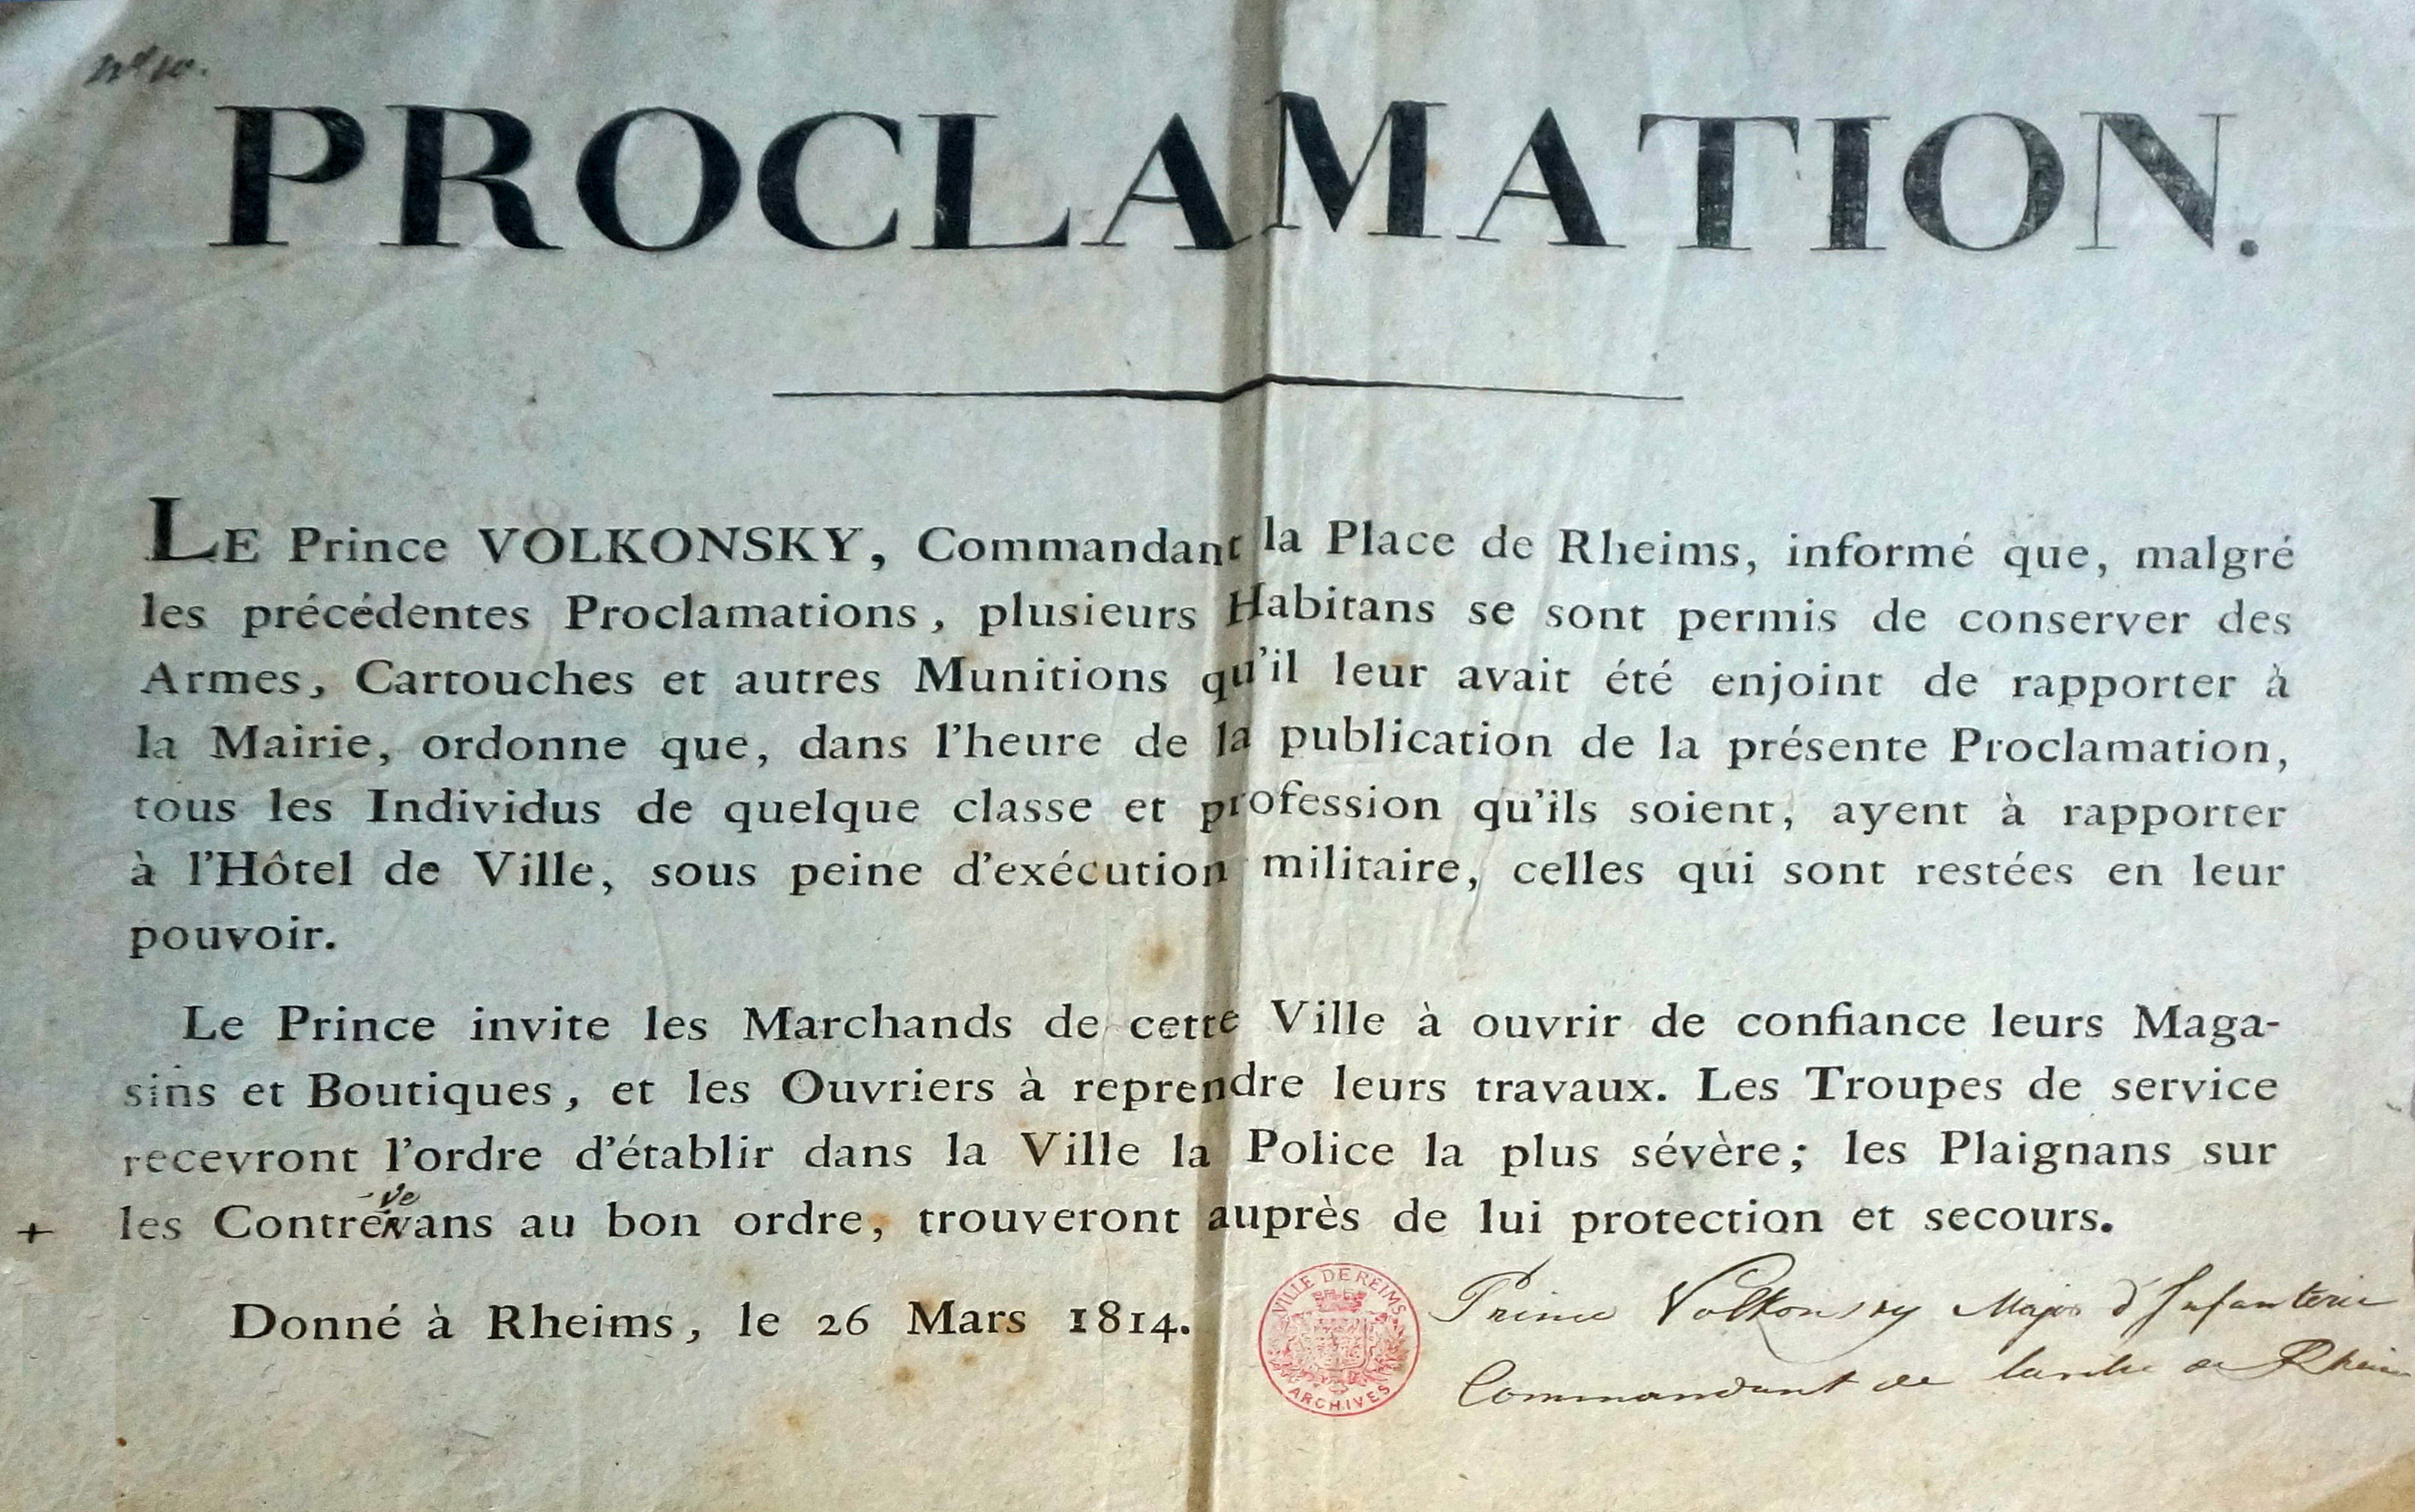 N.º 10.
PROCLAMATION.
LE Prince VOLKONSKY, Commandant la Place de Rheims, informé que, malgré
les précédentes Proclamations, plusieurs Habitans se sont permis de conserver des
Armes, Cartouches et autres Munitions qu'il leur avait été enjoint de rapporter à
la Mairie, ordonne que, dans l'heure de la publication de la présente Proclamation,
tous les Individus de quelque classe et profession qu'ils soient, ayent à rapporter
à l'Hôtel de Ville, sous peine d'exécution militaire, celles qui sont restées en leur
pouvoir.
Le Prince invite les Marchands de cette Ville à ouvrir de confiance leurs Maga-
sins et Boutiques, et les Ouvriers à reprendre leurs travaux. Les Troupes de service
recevront l'ordre d'établir dans la Ville la Police la plus sévère; les Plaignans sur
ve
+ les Contrenans au bon ordre, trouveront auprès de lui protection et secours.
Donné à Rheims, le 26 Mars 1814.
VILLE DE REIMS
ARCHIVES
Prince Volkonsky Major d'Infanterie
Commandant de la ville de Rheims